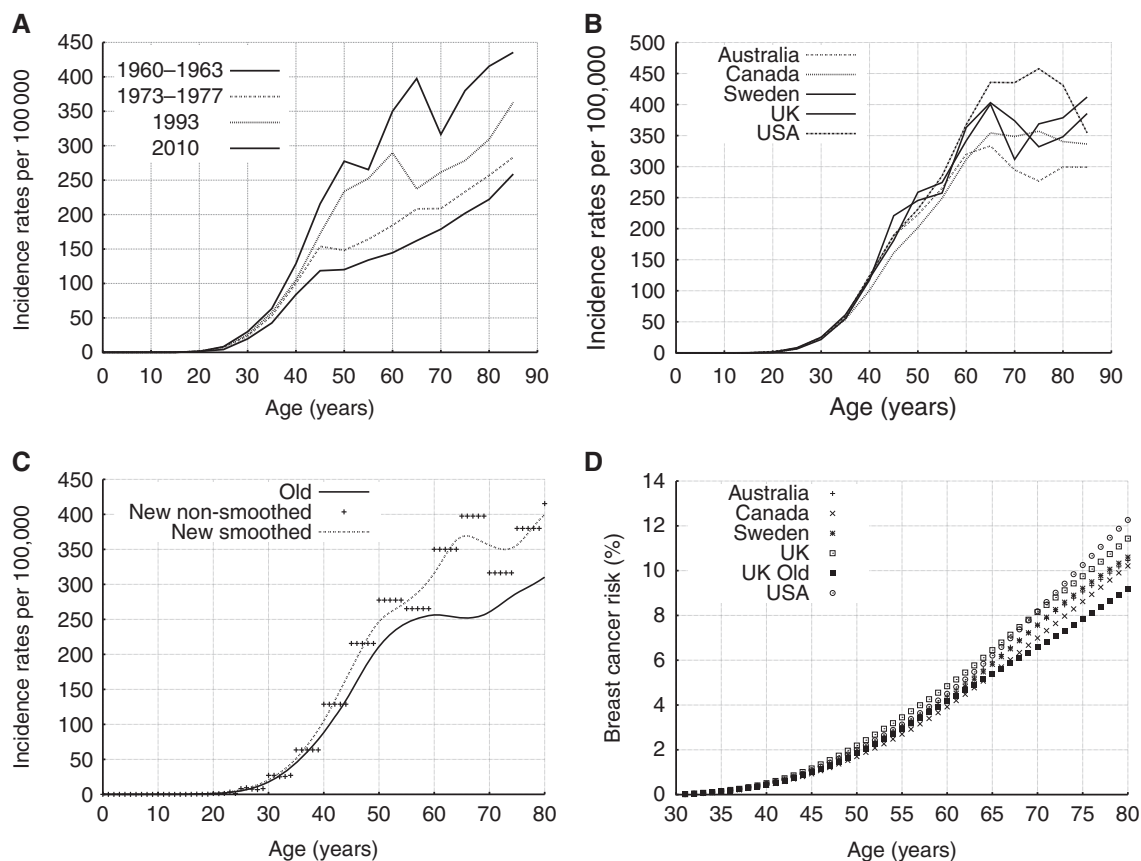 A
Incidence rates per 100 000
450
400
350
300
250
200
150
100
50
0
1960–1963
1973–1977
1993
2010
0 10 20 30 40 50 60 70 80 90
Age (years)
B
Incidence rates per 100,000
500
450
400
350
300
250
200
150
100
50
0
Australia
Canada
Sweden
UK
USA
0 10 20 30 40 50 60 70 80 90
Age (years)
C
Incidence rates per 100,000
450
400
350
300
250
200
150
100
50
0
Old
New non-smoothed
New smoothed
0 10 20 30 40 50 60 70 80
Age (years)
D
Breast cancer risk (%)
14
12
10
8
6
4
2
0
Australia
Canada
Sweden
UK
UK Old
USA
30 35 40 45 50 55 60 65 70 75 80
Age (years)